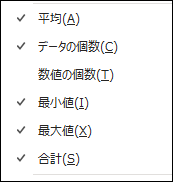 平均(A)
データの個数(C)
数値の個数(T)
最小値(I)
最大値(X)
合計(S)